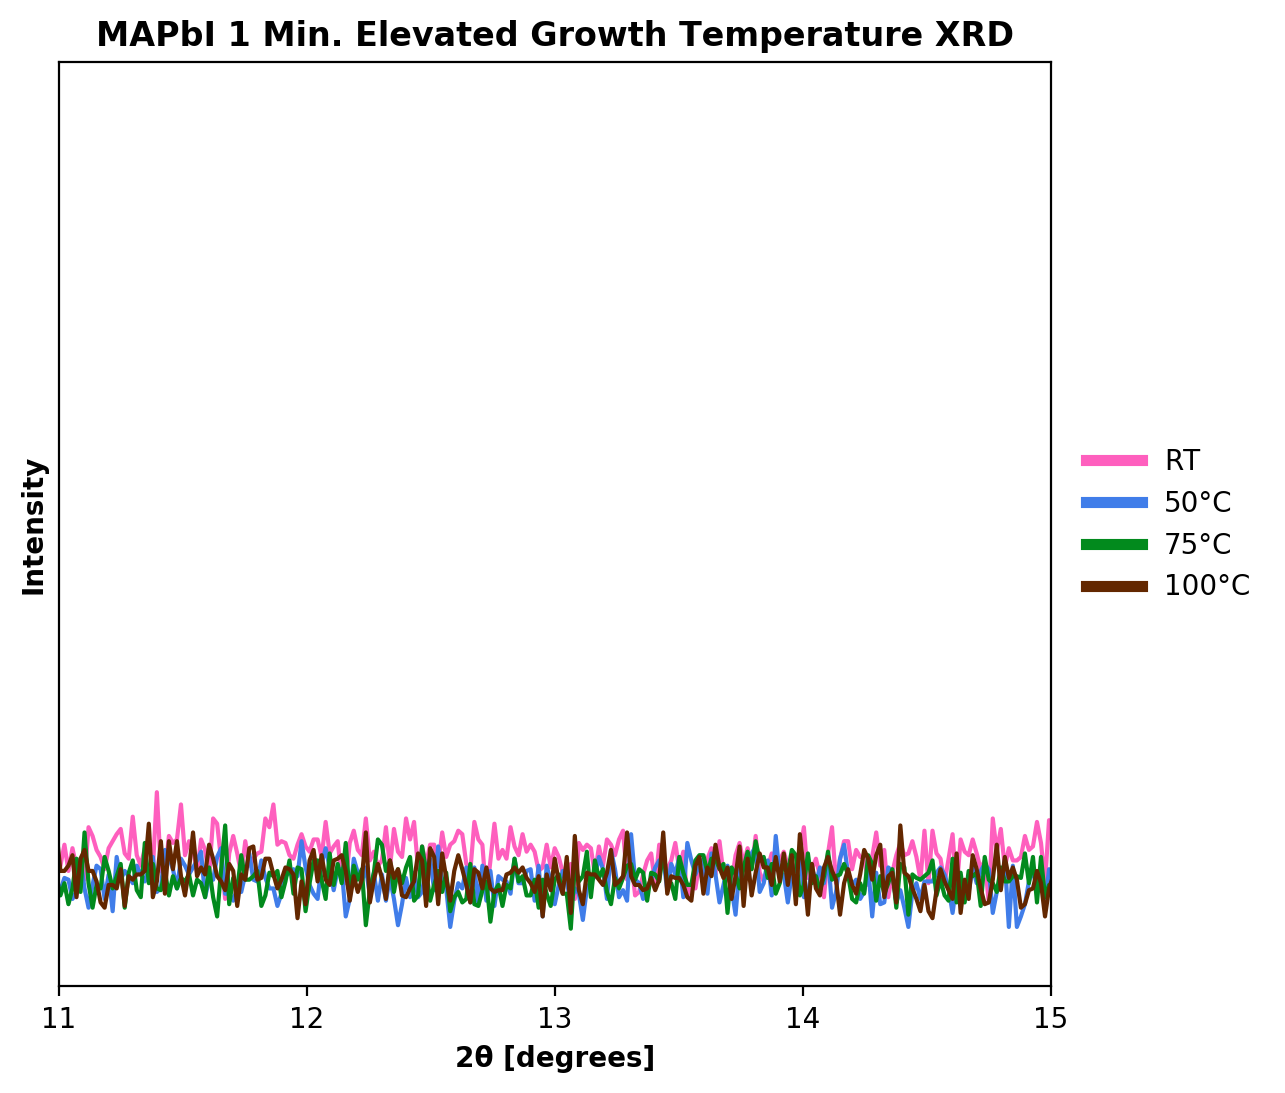 MAPbI 1 Min. Elevated Growth Temperature XRD
Intensity
RT
50°C
75°C
100°C
11 12 13 14 15
2θ [degrees]